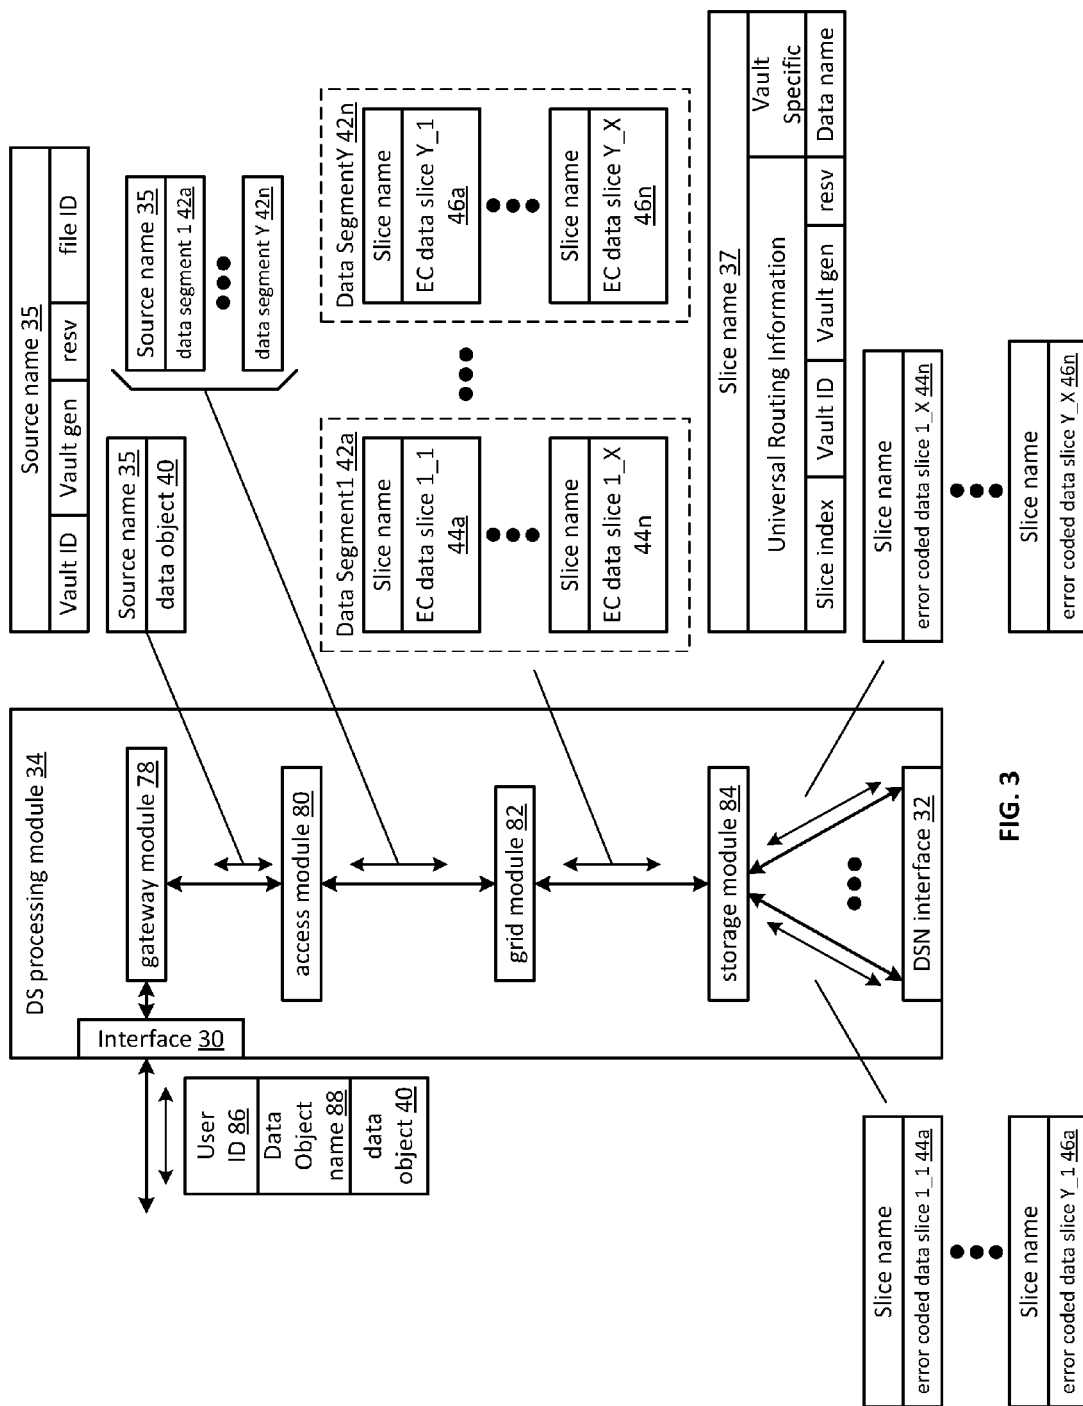 DS processing module 34
Interface 30
gateway module 78
access module 80
grid module 82
storage module 84
DSN interface 32
User
ID 86
Data
Object
name 88
data
object 40
Source name 35
Vault ID
Vault gen
resv
file ID
Source name 35
data object 40
Source name 35
data segment 1 42a
data segment Y 42n
Data Segment1 42a
Slice name
EC data slice 1_1
44a
Slice name
EC data slice 1_X
44n
Data SegmentY 42n
Slice name
EC data slice Y_1
46a
Slice name
EC data slice Y_X
46n
Slice name 37
Universal Routing Information
Vault
Specific
Slice index
Vault ID
Vault gen
resv
Data name
Slice name
error coded data slice 1_1 44a
Slice name
error coded data slice Y_1 46a
Slice name
error coded data slice 1_X 44n
Slice name
error coded data slice Y_X 46n
FIG. 3